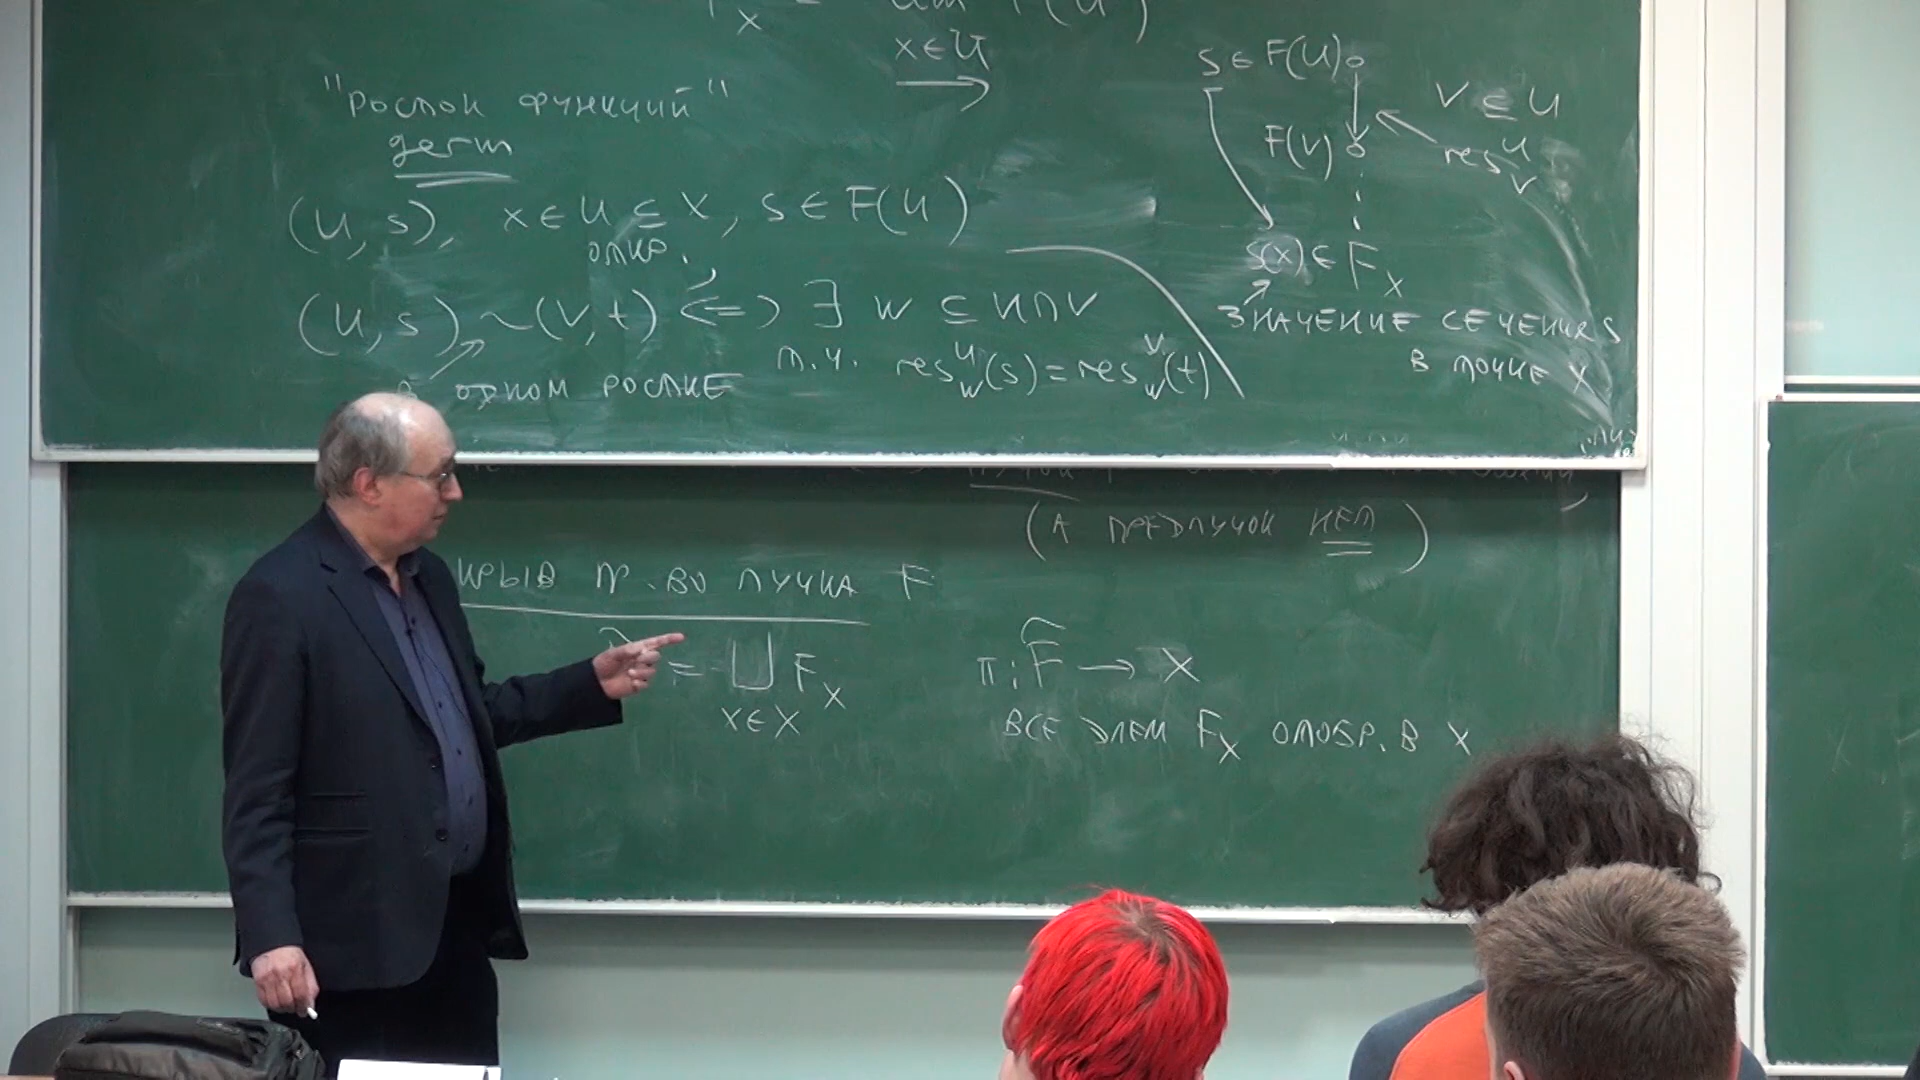 x∈U
"росток функций"
germ
(U,s), x∈U⊆X, s∈F(U)
откр.
(U,s)~(V,t) <=> ∃ W ⊆ U∩V
т.ч. res^U_W(s)=res^V_W(t)
одном ростке
s∈F(U)
V⊆U
F(V)
res^U_V
s(x)∈F_x
значение сечения s
в точке x
(а предпучок нет)
пр-во пучка F
= ⊔ F_x
x∈X
π: F̂ → X
все элем F_x отобр. в x